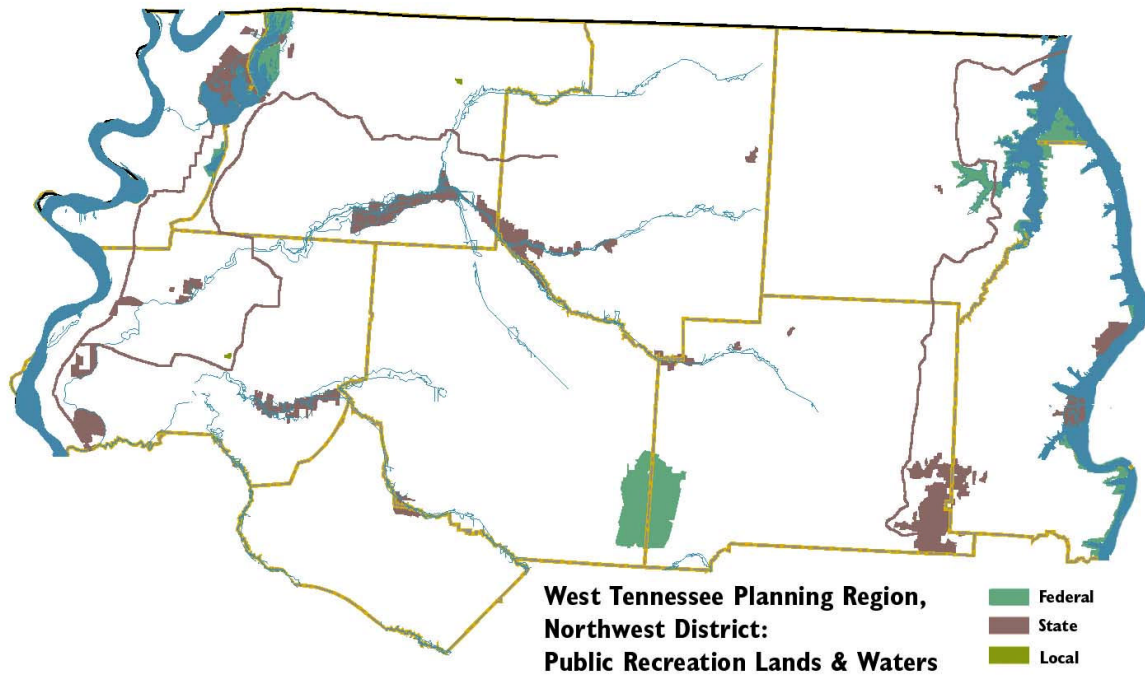 West Tennessee Planning Region,
Northwest District:
Public Recreation Lands & Waters
Federal
State
Local